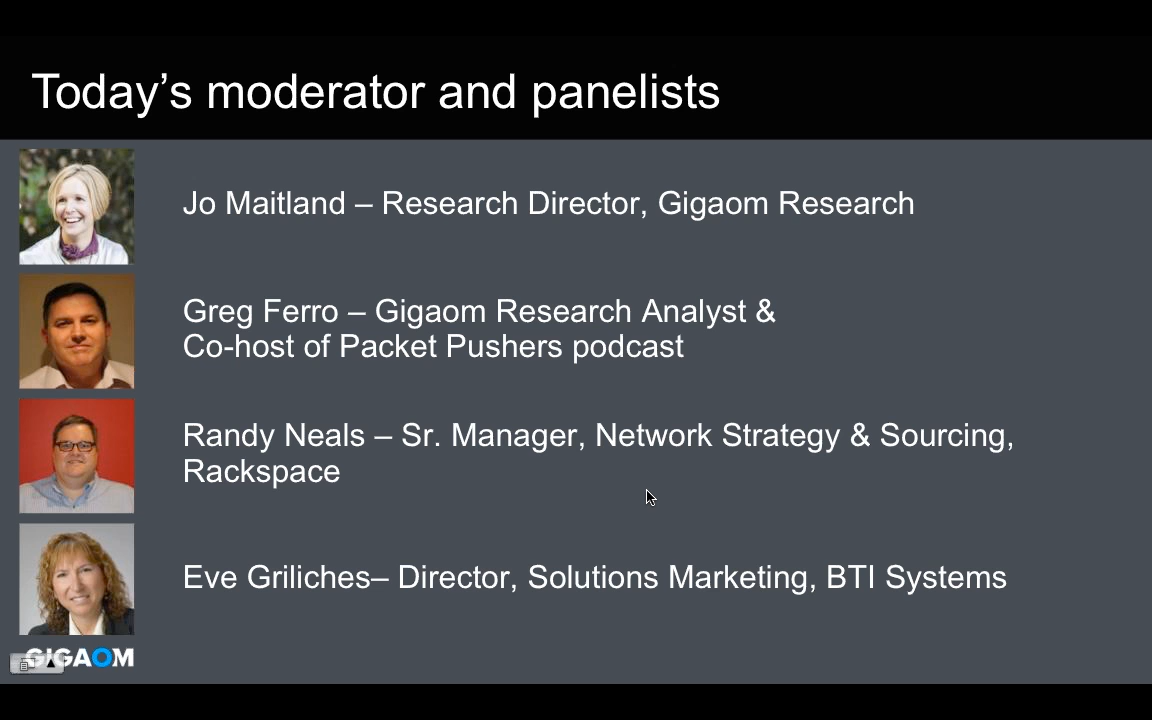 Today’s moderator and panelists
Jo Maitland – Research Director, Gigaom Research
Greg Ferro – Gigaom Research Analyst &
Co-host of Packet Pushers podcast
Randy Neals – Sr. Manager, Network Strategy & Sourcing,
Rackspace
Eve Griliches– Director, Solutions Marketing, BTI Systems
GIGAOM